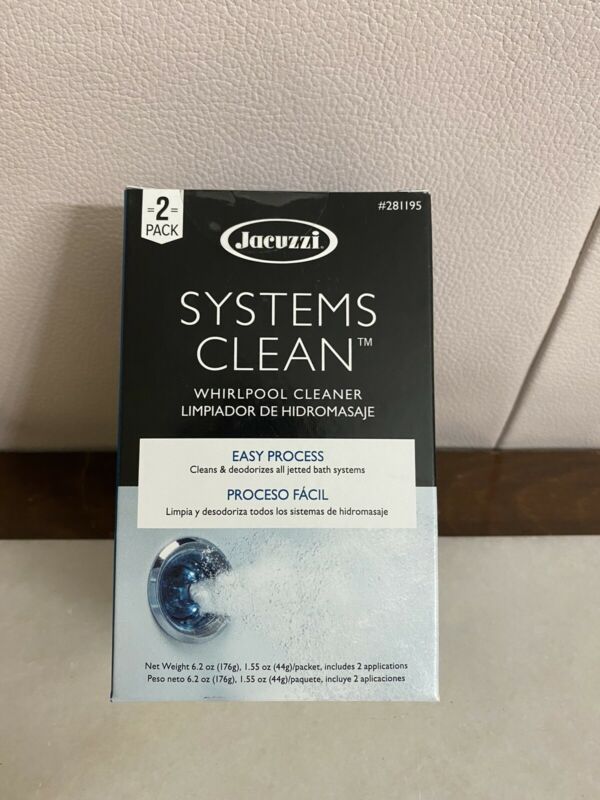 =2=
PACK
#281195
Jacuzzi
SYSTEMS
CLEAN™
WHIRLPOOL CLEANER
LIMPIADOR DE HIDROMASAJE
EASY PROCESS
Cleans & deodorizes all jetted bath systems
PROCESO FÁCIL
Limpia y desodoriza todos los sistemas de hidromasaje
Net Weight 6.2 oz (176g), 1.55 oz (44g)/packet, includes 2 applications
Peso neto 6.2 oz (176g), 1.55 oz (44g)/paquete, incluye 2 aplicaciones